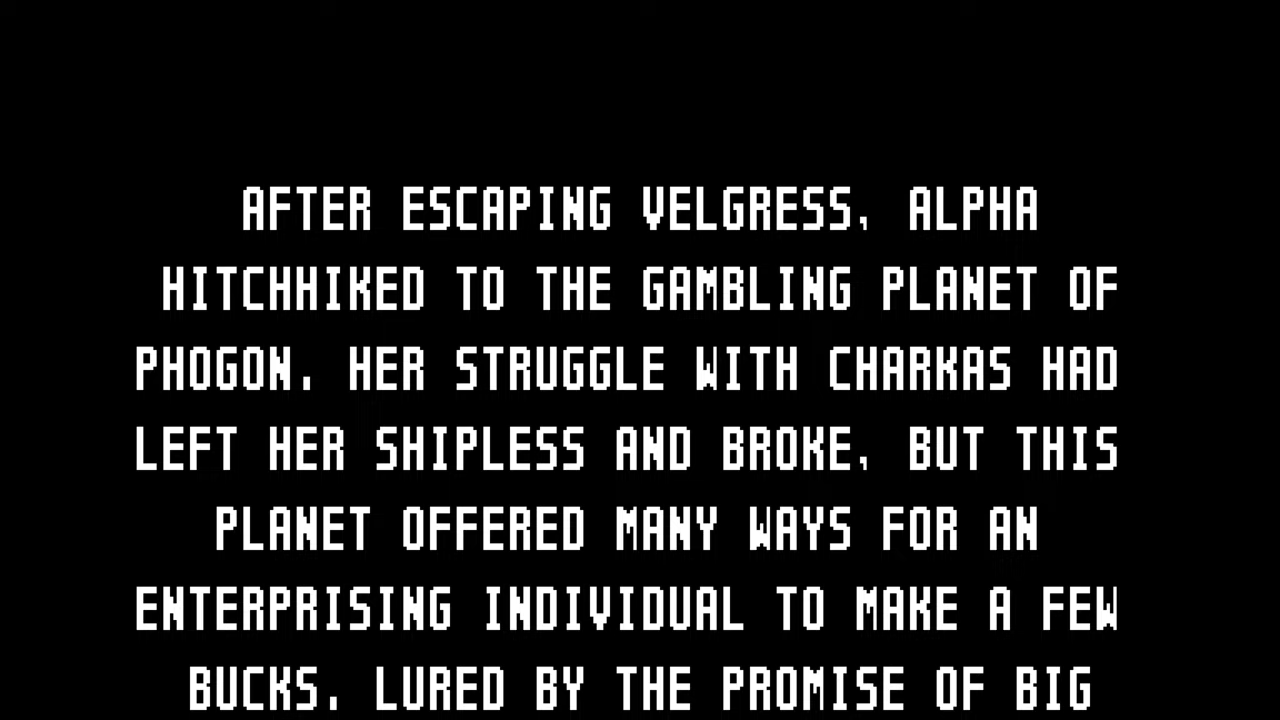 AFTER ESCAPING VELGRESS, ALPHA
HITCHHIKED TO THE GAMBLING PLANET OF
PHOGON. HER STRUGGLE WITH CHARKAS HAD
LEFT HER SHIPLESS AND BROKE, BUT THIS
PLANET OFFERED MANY WAYS FOR AN
ENTERPRISING INDIVIDUAL TO MAKE A FEW
BUCKS. LURED BY THE PROMISE OF BIG